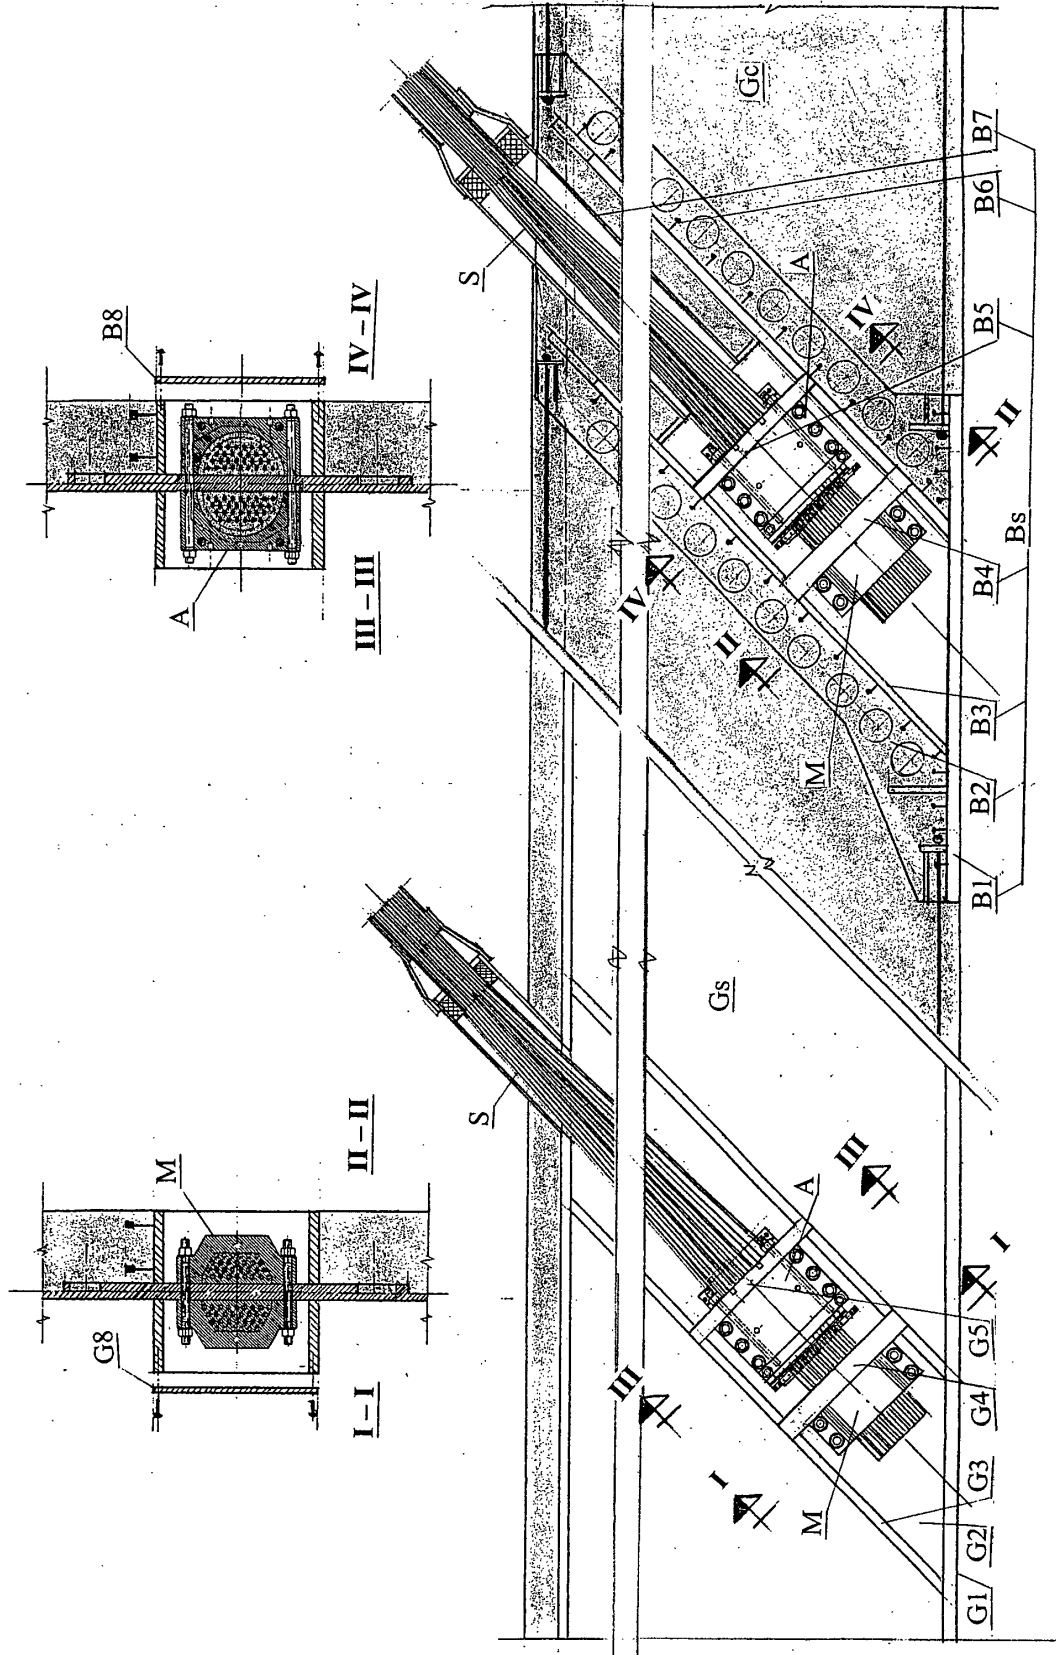 B8
IV – IV
A
III – III
M
II – II
G8
I – I
S
Gc
A
IV
II
IV
II
M
B7
B6
B5
B4
B3
B2
B1
Bs
S
Gs
A
III
I
III
I
M
G5
G4
G3
G2
G1